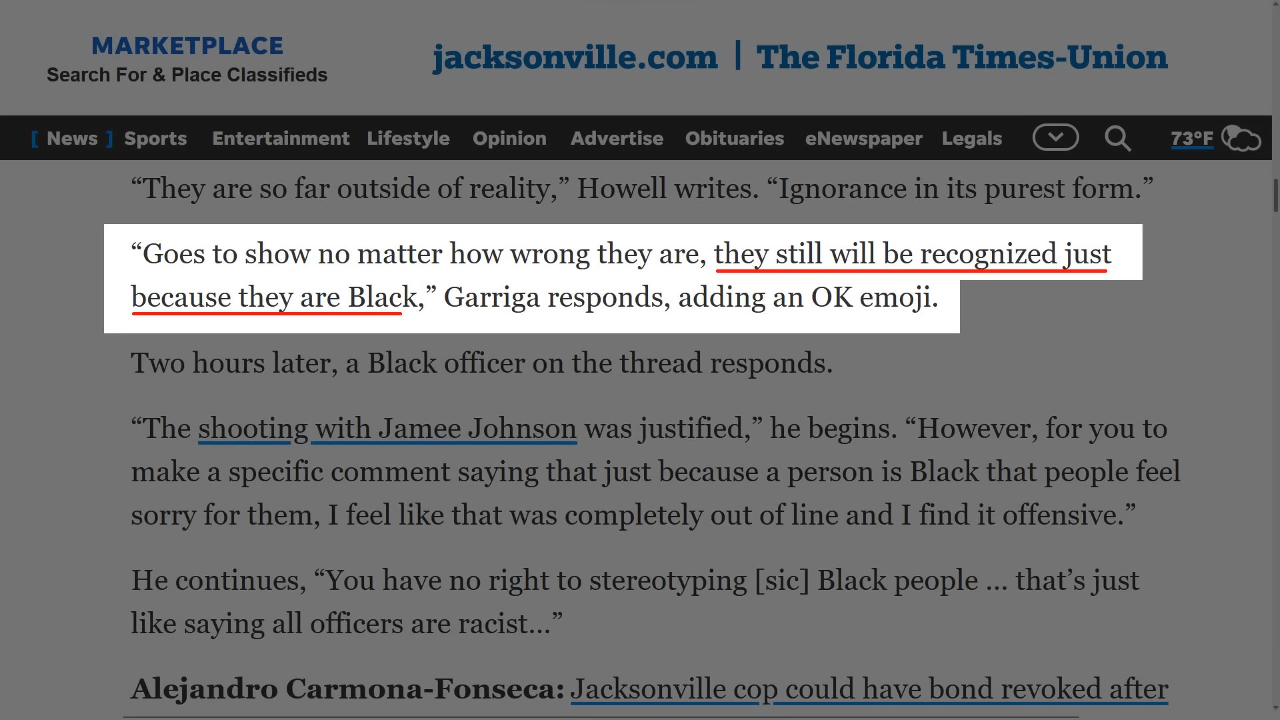 MARKETPLACE
Search For & Place Classifieds
jacksonville.com | The Florida Times-Union
[ News ] Sports Entertainment Lifestyle Opinion Advertise Obituaries eNewspaper Legals 73°F
“They are so far outside of reality,” Howell writes. “Ignorance in its purest form.”
“Goes to show no matter how wrong they are, they still will be recognized just
because they are Black,” Garriga responds, adding an OK emoji.
Two hours later, a Black officer on the thread responds.
“The shooting with Jamee Johnson was justified,” he begins. “However, for you to
make a specific comment saying that just because a person is Black that people feel
sorry for them, I feel like that was completely out of line and I find it offensive.”
He continues, “You have no right to stereotyping [sic] Black people … that’s just
like saying all officers are racist…”
Alejandro Carmona-Fonseca: Jacksonville cop could have bond revoked after